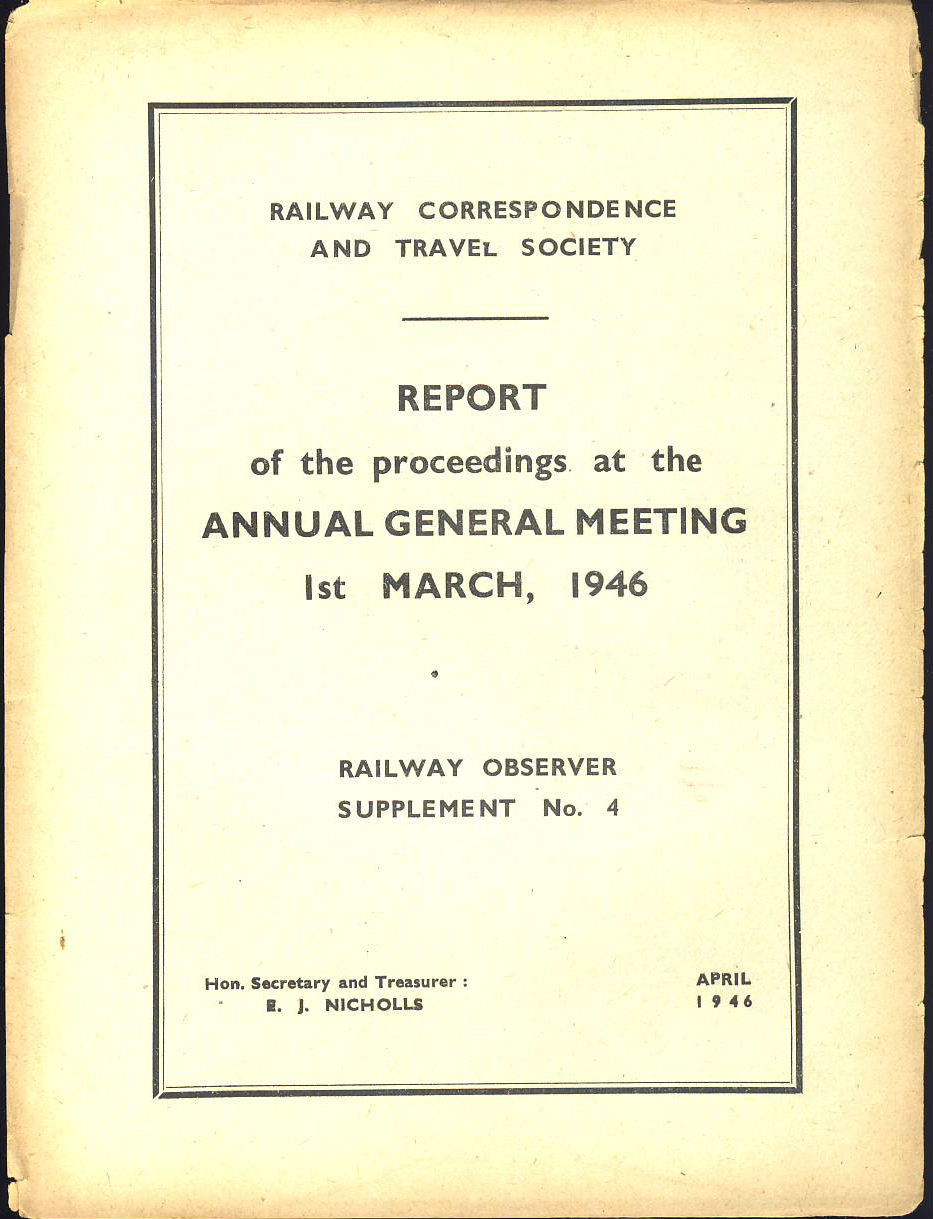 RAILWAY CORRESPONDENCE
AND TRAVEL SOCIETY
REPORT
of the proceedings at the
ANNUAL GENERAL MEETING
1st MARCH, 1946
RAILWAY OBSERVER
SUPPLEMENT No. 4
Hon. Secretary and Treasurer :
E. J. NICHOLLS
APRIL
1946